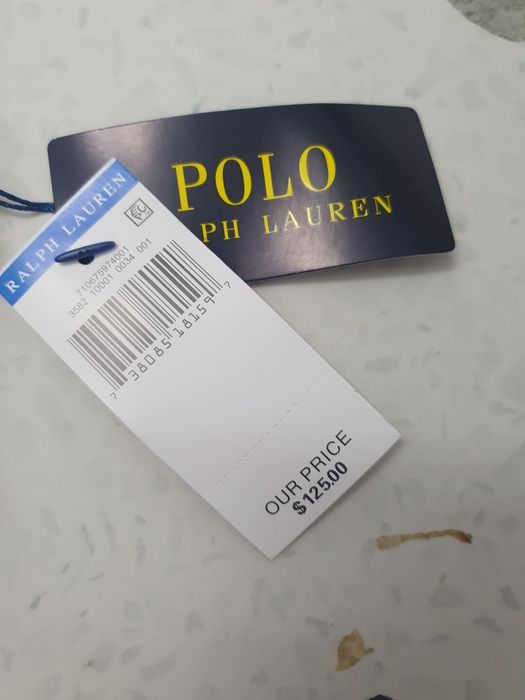 POLO
PH LAUREN
RALPH LAUREN
710675974001
3582 10001 0034 001
7 38085 18159 7
OUR PRICE
$125.00